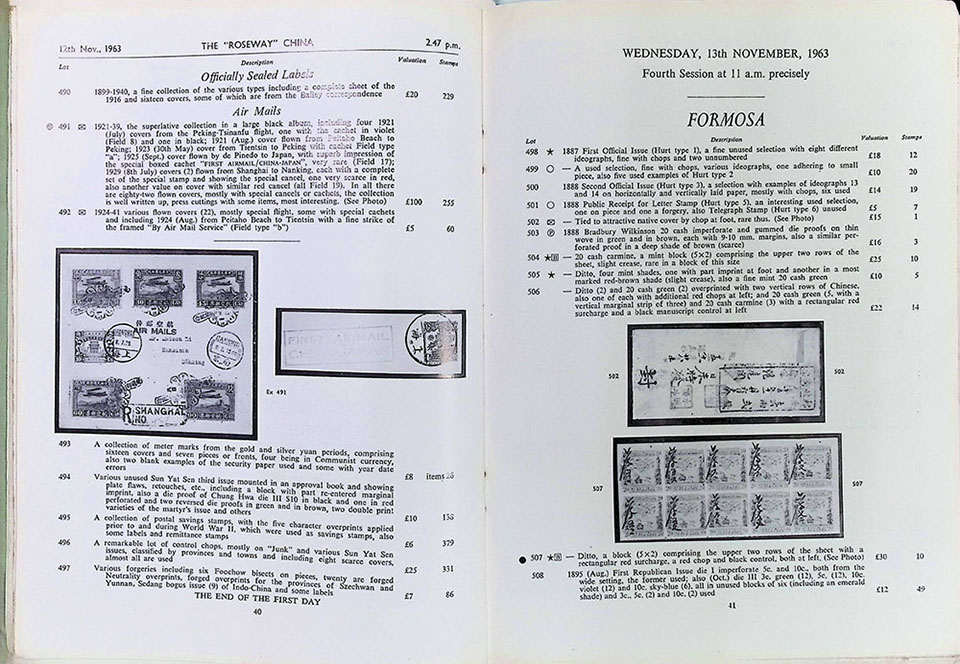 12th Nov., 1963 THE "ROSEWAY" CHINA 2.47 p.m.
Lot Description Valuation Stamps
Officially Sealed Labels
490 1899-1940, a fine collection of the various types including a complete sheet of the
1916 and sixteen covers, some of which are from the Bailey correspondence £20 229
Air Mails
491 1921-39, the superlative collection in a large black album, including four 1921
(July) covers from the Peking-Tsinanfu flight, one with the cachet in violet
(Field 8) and one in black; 1921 (Aug.) cover flown from Peitaho Beach to
Peking; 1923 (30th May) cover from Tientsin to Peking with cachet Field type
"a"; 1925 (Sept.) cover flown by de Pinedo to Japan, with superb impression of
the special boxed cachet "FIRST AIRMAIL/CHINA-JAPAN", very rare (Field 17);
1929 (8th July) covers (2) flown from Shanghai to Nanking, each with a complete
set of the special stamp and showing the special cancel, one very scarce in red,
also another value on cover with similar red cancel (all Field 19). In all there
are eighty-two flown covers, mostly with special cancels or cachets, the collection
is well written up, press cuttings with some items, most interesting. (See Photo) £100 255
492 1924-41 various flown covers (22), mostly special flight, some with special cachets
and including 1924 (Aug.) from Peitaho Beach to Tientsin with a fine strike of
the framed "By Air Mail Service" (Field type "b") £5 60
AIR MAILS
SHANGHAI
R NO.
FIRST AIRMAIL
Ex 491
493 A collection of meter marks from the gold and silver yuan periods, comprising
sixteen covers and seven pieces or fronts, four being in Communist currency,
also two blank examples of the security paper used and some with year date
errors £8 items 26
494 Various unused Sun Yat Sen third issue mounted in an approval book and showing
plate flaws, retouches, etc., including a block with part re-entered marginal
imprint, also a die proof of Chung Hwa die III $10 in black and one in red
perforated and two reversed die proofs in green and in brown, two double print
varieties of the martyr's issue and others £10 158
495 A collection of postal savings stamps, with the five character overprints applied
prior to and during World War II, which were used as savings stamps, also
some labels and remittance stamps £6 379
496 A remarkable lot of control chops, mostly on "Junk" and various Sun Yat Sen
issues, classified by provinces and towns and including eight scarce covers,
almost all are used £25 331
497 Various forgeries including six Foochow bisects on pieces, twenty are forged
Neutrality overprints, forged overprints for the provinces of Szechwan and
Yunnan, Sedang bogus issue (9) of Indo-China and some labels £7 86
THE END OF THE FIRST DAY
40
WEDNESDAY, 13th NOVEMBER, 1963
Fourth Session at 11 a.m. precisely
FORMOSA
Lot Description Valuation Stamps
498 ★ 1887 First Official Issue (Hurt type 1), a fine unused selection with eight different
ideografhs, fine with chops and two unnumbered £18 12
499 ○ — A used selection, fine with chops, various ideographs, one adhering to small
piece, also five used examples of Hurt type 2 £10 20
500 1888 Second Official Issue (Hurt type 3), a selection with examples of ideographs 13
and 14 on horizontally and vertically laid paper, mostly with chops, six used £14 19
501 ○ 1888 Public Receipt for Letter Stamp (Hurt type 5), an interesting used selection,
one on piece and one a forgery, also Telegraph Stamp (Hurt type 6) unused £5 7
502 — Tied to attractive native cover by chop at foot, rare thus. (See Photo) £15 1
503 Ⓟ 1888 Bradbury Wilkinson 20 cash imperforate and gummed die proofs on thin
wove in green and in brown, each with 9-10 mm. margins, also a similar per-
forated proof in a deep shade of brown (scarce) £16 3
504 ★ — 20 cash carmine, a mint block (5×2) comprising the upper two rows of the
sheet, slight crease, rare in a block of this size £25 10
505 ★ — Ditto, four mint shades, one with part imprint at foot and another in a most
marked red-brown shade (slight crease), also a fine mint 20 cash green £10 5
506 — Ditto (2) and 20 cash green (2) overprinted with two vertical rows of Chinese,
also one of each with additional red chops at left; and 20 cash green (5, with a
vertical marginal strip of three) and 20 cash carmine (3) with a rectangular red
surcharge and a black manuscript control at left £22 14
502
502
507
507
507 ★ — Ditto, a block (5×2) comprising the upper two rows of the sheet with a
rectangular red surcharge, a red chop and black control, both at left, (See Photo) £30 10
508 1895 (Aug.) First Republican Issue die I imperforate 5c. and 10c., both from the
wide setting, the former used; also (Oct.) die III 3c. green (12), 5c. (12), 10c.
violet (12) and 10c. sky-blue (6), all in unused blocks of six (including an emerald
shade) and 3c., 5c. (2) and 10c. (2) used £12 49
41